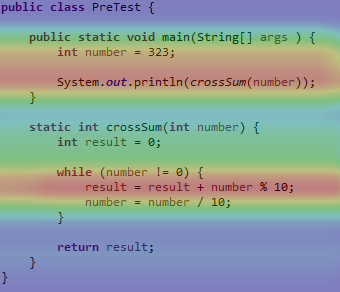 public class PreTest {
public static void main(String[] args ) {
int number = 323;
System.out.println(crossSum(number));
}
static int crossSum(int number) {
int result = 0;
while (number != 0) {
result = result + number % 10;
number = number / 10;
}
return result;
}
}